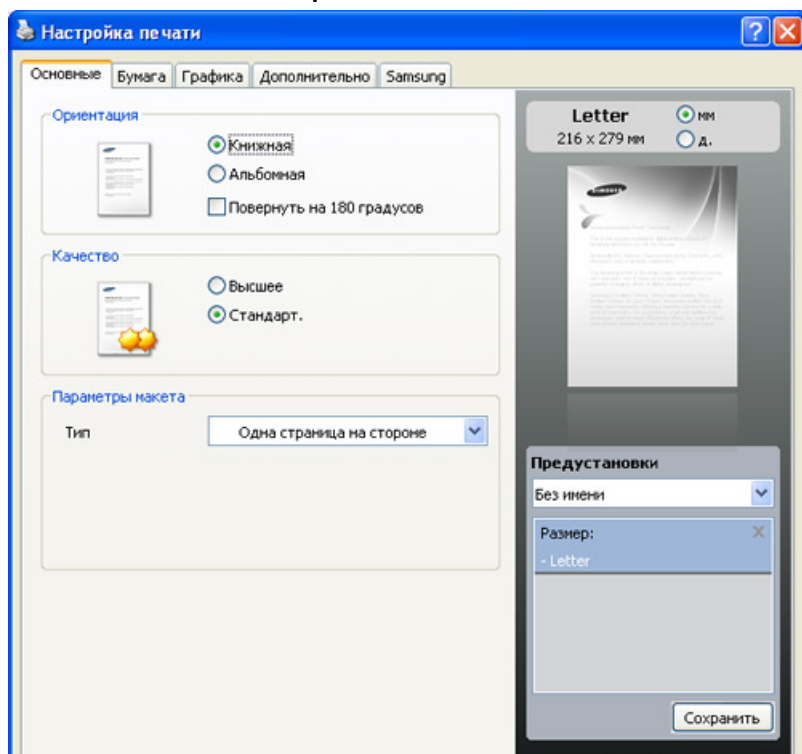 Настройка печати
Основные Бумага Графика Дополнительно Samsung
Ориентация
Книжная
Альбомная
Повернуть на 180 градусов
Качество
Высшее
Стандарт.
Параметры макета
Тип Одна страница на стороне
Letter
216 x 279 мм
мм
д.
SAMSUNG
Предустановки
Без имени
Размер:
- Letter
Сохранить